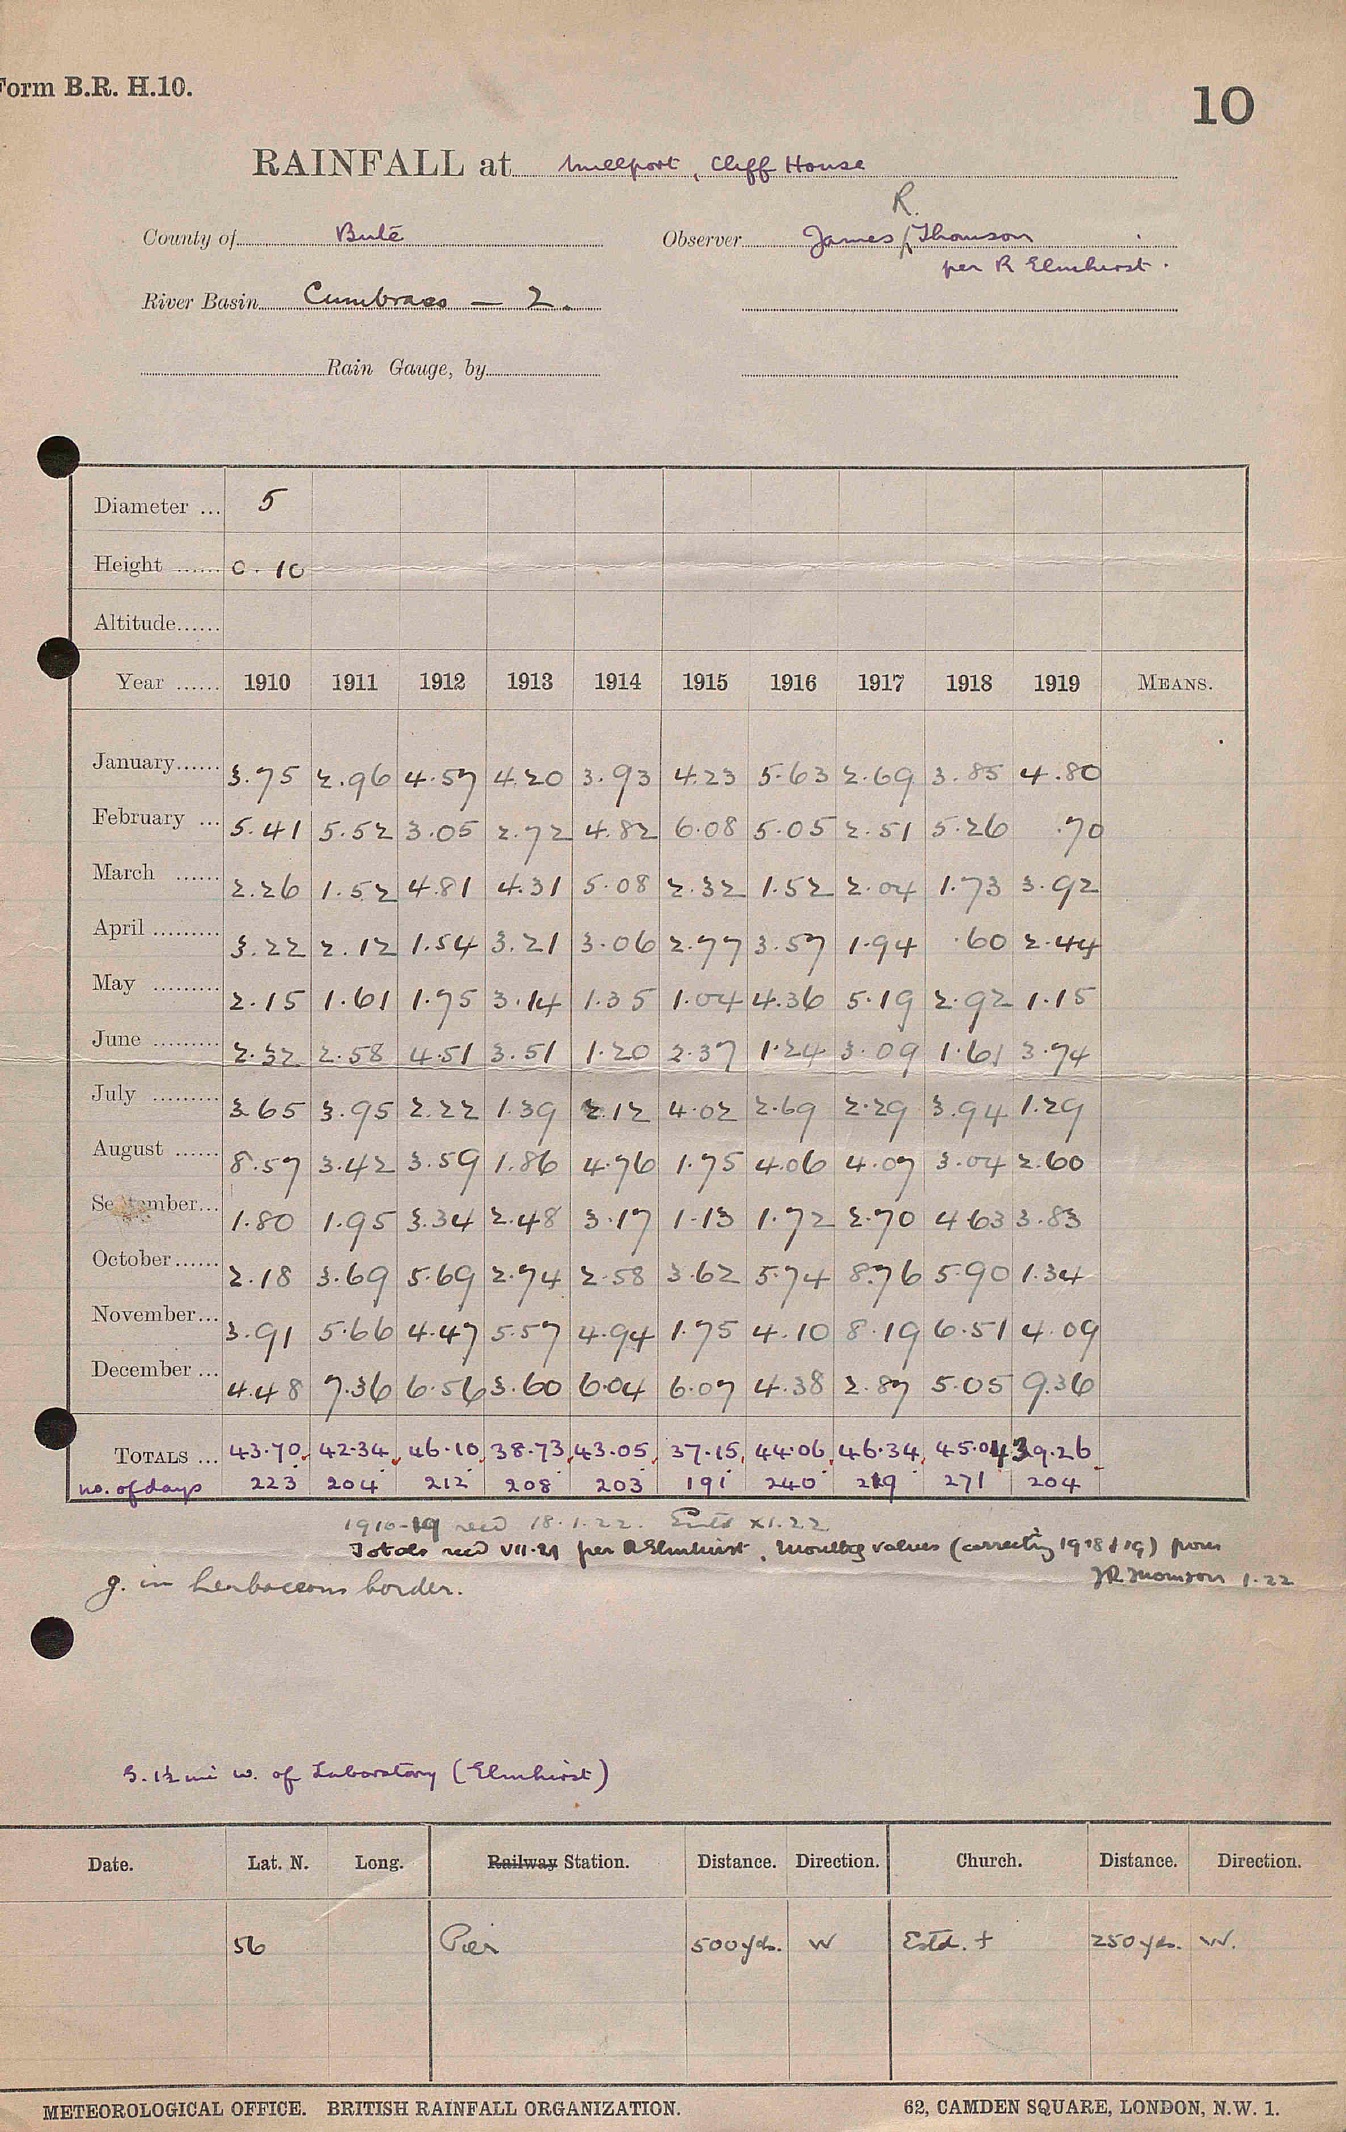 Form B.R. H.10.
10
RAINFALL at Millport, Cliff House
R.
County of Bute Observer James Thomson
per R Elmhirst.
River Basin Cumbraes — 2.
Rain Gauge, by
Diameter ... 5
Height ...... 0.10
Altitude......
Year ...... 1910 1911 1912 1913 1914 1915 1916 1917 1918 1919 MEANS.
January...... 3.75 2.96 4.57 4.20 3.93 4.23 5.63 2.69 3.85 4.80
February ... 5.41 5.52 3.05 2.72 4.82 6.08 5.05 2.51 5.26 .70
March ...... 2.26 1.52 4.81 4.31 5.08 2.32 1.52 2.04 1.73 3.92
April ......... 3.22 2.12 1.54 3.21 3.06 2.77 3.57 1.94 .60 2.44
May ......... 2.15 1.61 1.75 3.14 1.35 1.04 4.36 5.19 2.92 1.15
June ......... 2.32 2.58 4.51 3.51 1.20 2.37 1.24 3.09 1.61 3.74
July ......... 3.65 3.95 2.22 1.39 2.12 4.02 2.69 2.29 3.94 1.29
August ...... 8.57 3.42 3.59 1.86 4.76 1.75 4.06 4.07 3.04 2.60
September... 1.80 1.95 3.34 2.48 3.17 1.13 1.72 2.70 4.63 3.83
October...... 2.18 3.69 5.69 2.74 2.58 3.62 5.74 8.76 5.90 1.34
November... 3.91 5.66 4.47 5.57 4.94 1.75 4.10 8.19 6.51 4.09
December ... 4.48 7.36 6.56 3.60 6.04 6.07 4.38 2.87 5.05 9.36
TOTALS ... 43.70 42.34 46.10 38.73 43.05 37.15 44.06 46.34 45.04 39.26
no. of days 223 204 212 208 203 191 240 219 271 204
1910-19 recd 18.1.22. Entd XI.22
Totals recd VII.21 per R Elmhirst, Monthly values (correcting 1918 & 19) from
JR Thomson 1.22
g. in herbaceous border.
S. 1½ mi w. of Laboratory (Elmhirst)
Date. Lat. N. Long. Railway Station. Distance. Direction. Church. Distance. Direction.
56 Pier 500 yds. W Estd. + 250 yds. W.
METEOROLOGICAL OFFICE. BRITISH RAINFALL ORGANIZATION. 62, CAMDEN SQUARE, LONDON, N.W. 1.